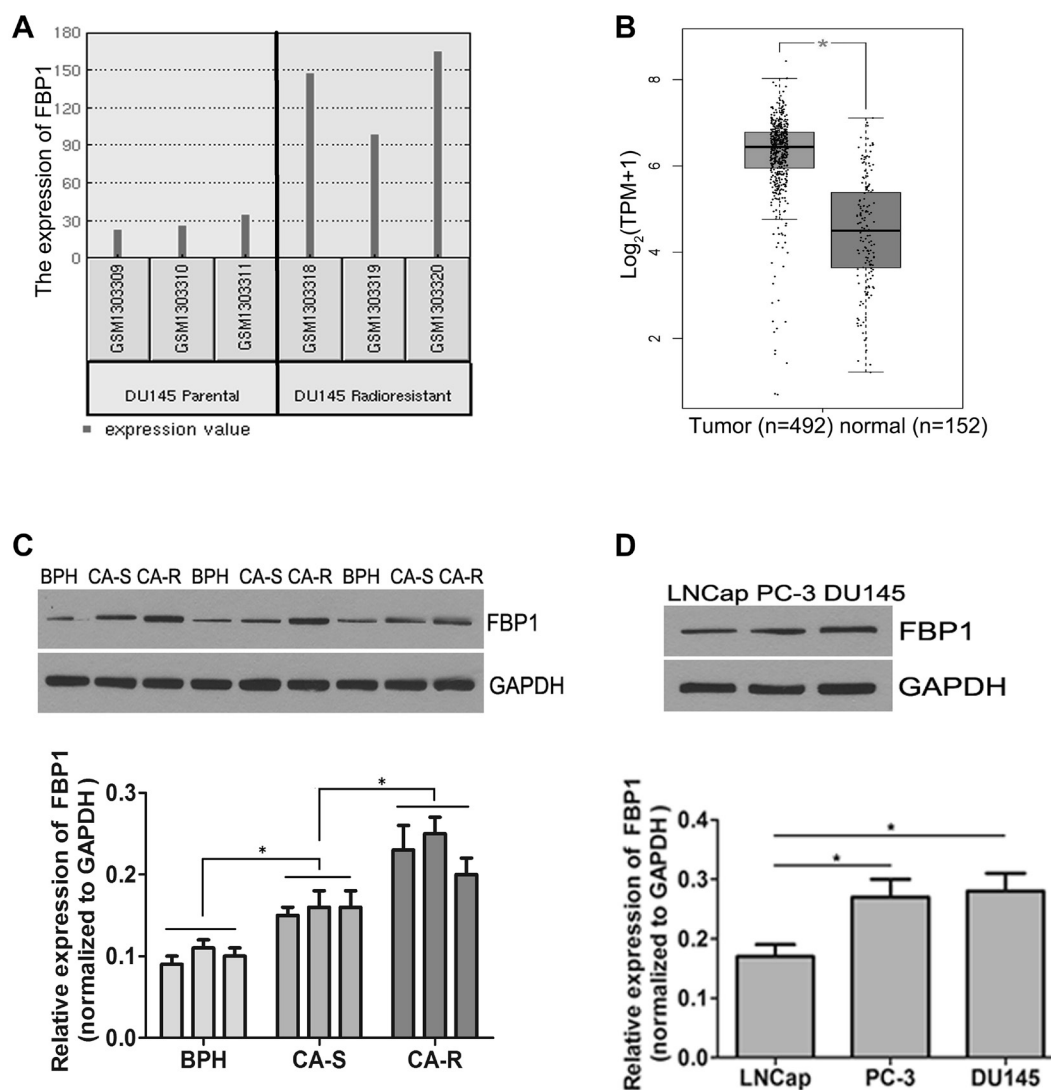 A
The expression of FBP1
180
150
120
90
60
30
0
GSM1303309
GSM1303310
GSM1303311
GSM1303318
GSM1303319
GSM1303320
DU145 Parental
DU145 Radioresistant
expression value
B
*
Log2(TPM+1)
8
6
4
2
Tumor (n=492) normal (n=152)
C
BPH CA-S CA-R BPH CA-S CA-R BPH CA-S CA-R
FBP1
GAPDH
Relative expression of FBP1
(normalized to GAPDH )
0.3
0.2
0.1
0.0
*
*
BPH CA-S CA-R
D
LNCap PC-3 DU145
FBP1
GAPDH
Relative expression of FBP1
(normalized to GAPDH )
0.4
0.3
0.2
0.1
0.0
*
*
LNCap PC-3 DU145